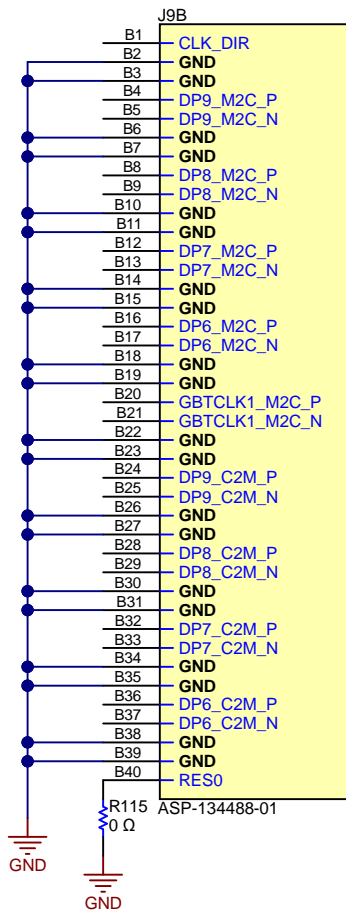 J9B
B1 CLK_DIR
B2 GND
B3 GND
B4 DP9_M2C_P
B5 DP9_M2C_N
B6 GND
B7 GND
B8 DP8_M2C_P
B9 DP8_M2C_N
B10 GND
B11 GND
B12 DP7_M2C_P
B13 DP7_M2C_N
B14 GND
B15 GND
B16 DP6_M2C_P
B17 DP6_M2C_N
B18 GND
B19 GND
B20 GBTCLK1_M2C_P
B21 GBTCLK1_M2C_N
B22 GND
B23 GND
B24 DP9_C2M_P
B25 DP9_C2M_N
B26 GND
B27 GND
B28 DP8_C2M_P
B29 DP8_C2M_N
B30 GND
B31 GND
B32 DP7_C2M_P
B33 DP7_C2M_N
B34 GND
B35 GND
B36 DP6_C2M_P
B37 DP6_C2M_N
B38 GND
B39 GND
B40 RES0
R115 ASP-134488-01
0 Ω
GND
GND